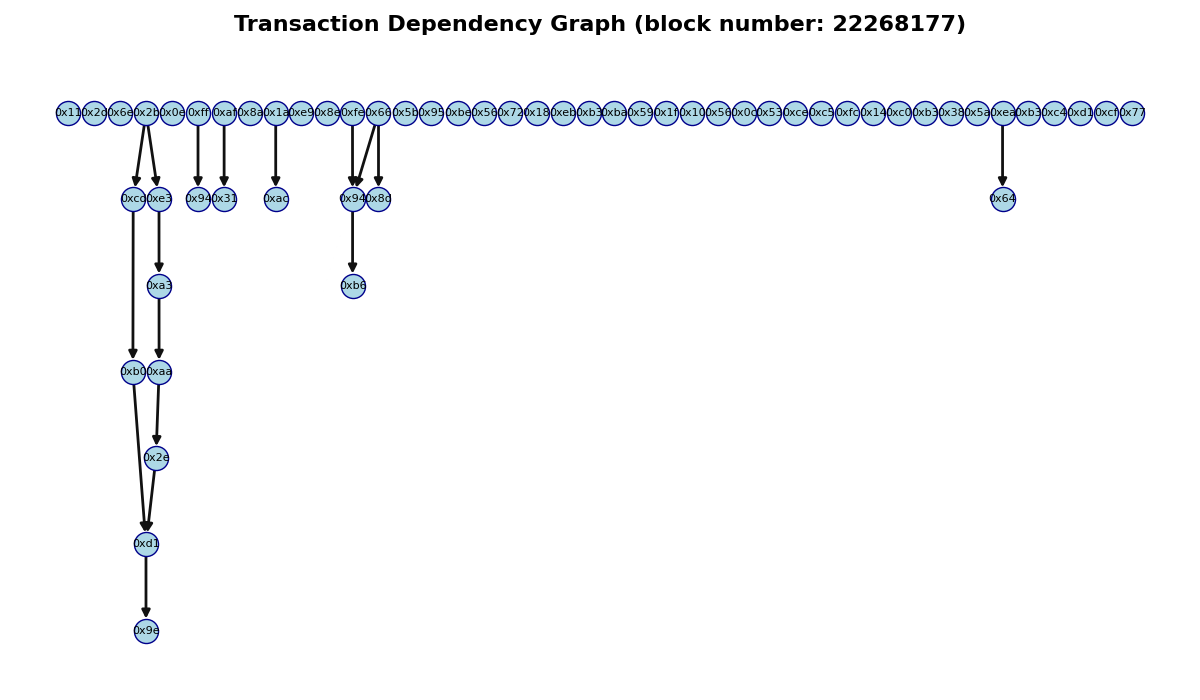 Transaction Dependency Graph (block number: 22268177)
0x11 0x2d 0x6e 0x2b 0x0e 0xff 0xaf 0x8a 0x1a 0xe9 0x8e 0xfe 0x66 0x5b 0x95 0xbe 0x56 0x72 0x18 0xeb 0xb3 0xba 0x59 0x1f 0x10 0x56 0x0c 0x53 0xce 0xc5 0xfc 0x14 0xc0 0xb3 0x38 0x5a 0xea 0xb3 0xc4 0xd1 0xcf 0x77
0xcd 0xe3 0x94 0x31 0xac 0x94 0x8d 0x64
0xa3 0xb6
0xb0 0xaa
0x2e
0xd1
0x9e